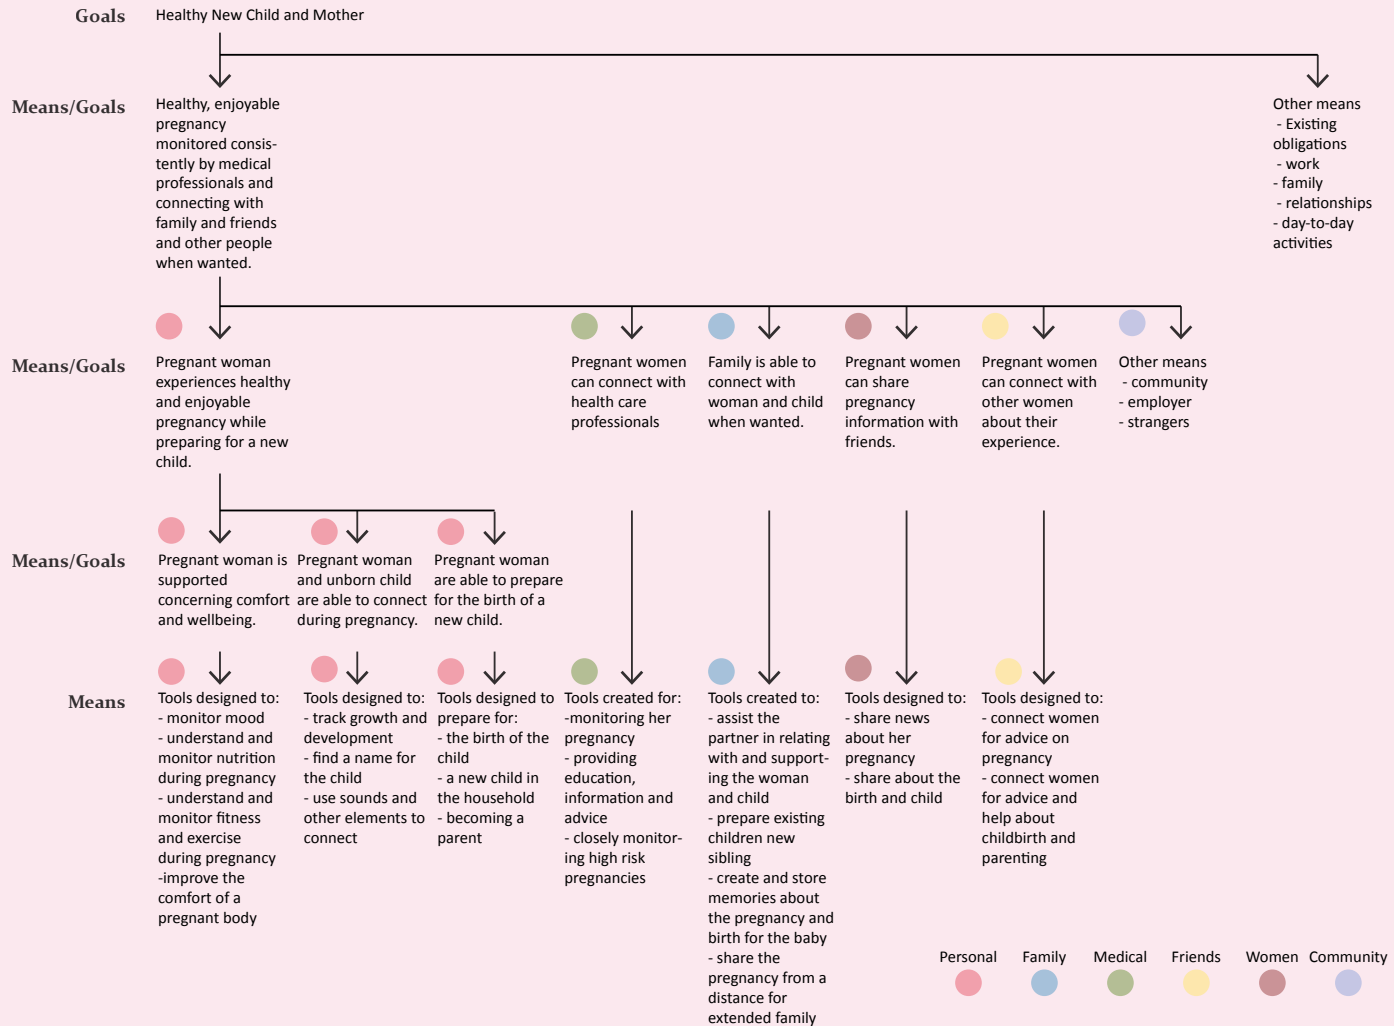 Goals
Healthy New Child and Mother
Means/Goals
Healthy, enjoyable
pregnancy
monitored consis-
tently by medical
professionals and
connecting with
family and friends
and other people
when wanted.
Other means
- Existing
obligations
- work
- family
- relationships
- day-to-day
activities
Means/Goals
Pregnant woman
experiences healthy
and enjoyable
pregnancy while
preparing for a new
child.
Pregnant women
can connect with
health care
professionals
Family is able to
connect with
woman and child
when wanted.
Pregnant women
can share
pregnancy
information with
friends.
Pregnant women
can connect with
other women
about their
experience.
Other means
- community
- employer
- strangers
Means/Goals
Pregnant woman is
supported
concerning comfort
and wellbeing.
Pregnant woman
and unborn child
are able to connect
during pregnancy.
Pregnant woman
are able to prepare
for the birth of a
new child.
Means
Tools designed to:
- monitor mood
- understand and
monitor nutrition
during pregnancy
- understand and
monitor fitness
and exercise
during pregnancy
-improve the
comfort of a
pregnant body
Tools designed to:
- track growth and
development
- find a name for
the child
- use sounds and
other elements to
connect
Tools designed to
prepare for:
- the birth of the
child
- a new child in
the household
- becoming a
parent
Tools created for:
-monitoring her
pregnancy
- providing
education,
information and
advice
- closely monitor-
ing high risk
pregnancies
Tools created to:
- assist the
partner in relating
with and support-
ing the woman
and child
- prepare existing
children new
sibling
- create and store
memories about
the pregnancy and
birth for the baby
- share the
pregnancy from a
distance for
extended family
Tools designed to:
- share news
about her
pregnancy
- share about the
birth and child
Tools designed to:
- connect women
for advice on
pregnancy
- connect women
for advice and
help about
childbirth and
parenting
Personal
Family
Medical
Friends
Women
Community